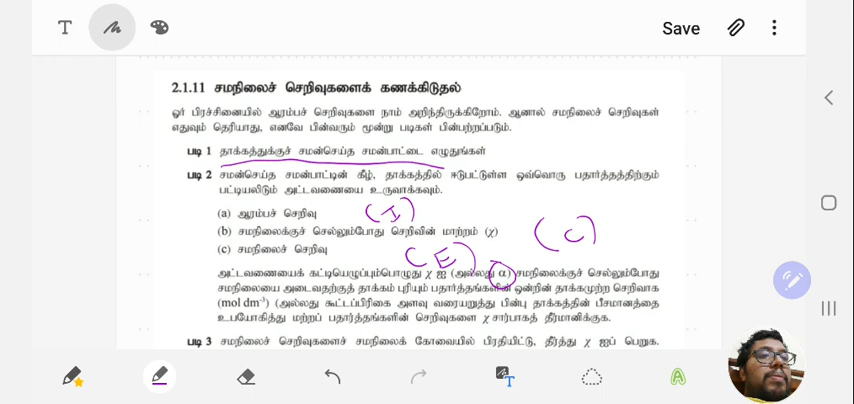 Save
2.1.11 சமநிலைச் செறிவுகளைக் கணக்கிடுதல்
ஓர் பிரச்சினையில் ஆரம்பச் செறிவுகளை நாம் அறிந்திருக்கிறோம். ஆனால் சமநிலைச் செறிவுகள்
எதுவும் தெரியாது, எனவே பின்வரும் மூன்று படிகள் பின்பற்றப்படும்.
படி 1 தாக்கத்துக்குச் சமன்செய்த சமன்பாட்டை எழுதுங்கள்
படி 2 சமன்செய்த சமன்பாட்டின் கீழ், தாக்கத்தில் ஈடுபட்டுள்ள ஒவ்வொரு பதார்த்தத்திற்கும்
பட்டியலிடும் அட்டவணையை உருவாக்கவும்.
(a) ஆரம்பச் செறிவு (I)
(b) சமநிலைக்குச் செல்லும்போது செறிவின் மாற்றம் (χ) (C)
(c) சமநிலைச் செறிவு (E)
அட்டவணையைக் கட்டியெழுப்பும்பொழுது χ ஐ (அல்லது α) சமநிலைக்குச் செல்லும்போது
சமநிலையை அடைவதற்குத் தாக்கம் புரியும் பதார்த்தங்களின் ஒன்றின் தாக்கமுற்ற செறிவாக
(mol dm⁻³) (அல்லது கூட்டப்பிரிகை அளவு வரையறுத்து பின்பு தாக்கத்தின் பீசமானத்தை
உபயோகித்து மற்றப் பதார்த்தங்களின் செறிவுகளை χ சார்பாகத் தீர்மானிக்குக.
படி 3 சமநிலைச் செறிவுகளைச் சமநிலைக் கோவையில் பிரதியிட்டு, தீர்த்து χ ஐப் பெறுக.